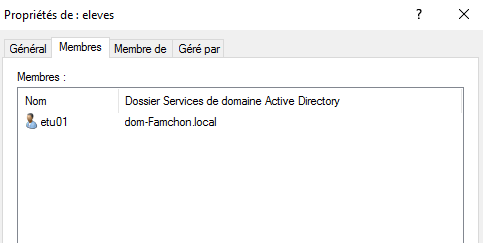 Propriétés de : eleves ? ×
Général Membres Membre de Géré par
Membres :
Nom Dossier Services de domaine Active Directory
etu01 dom-Famchon.local